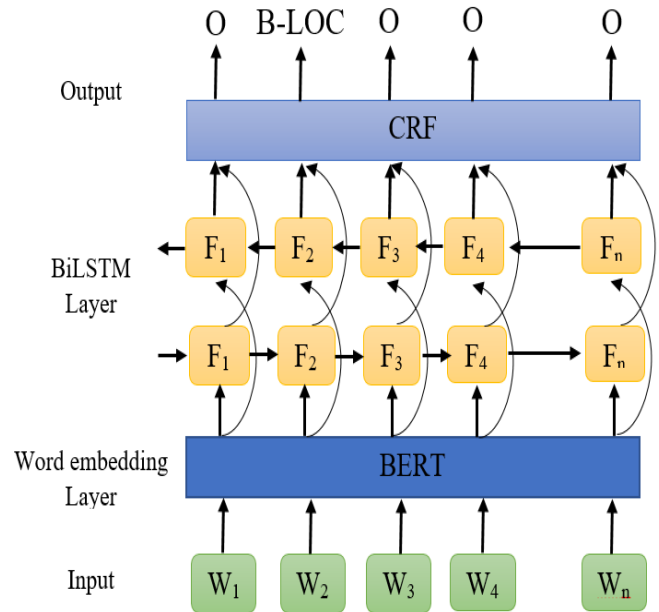 O B-LOC O O O
Output
CRF
F₁ F₂ F₃ F₄ Fₙ
BiLSTM
Layer
F₁ F₂ F₃ F₄ Fₙ
Word embedding
Layer
BERT
Input
W₁ W₂ W₃ W₄ Wₙ